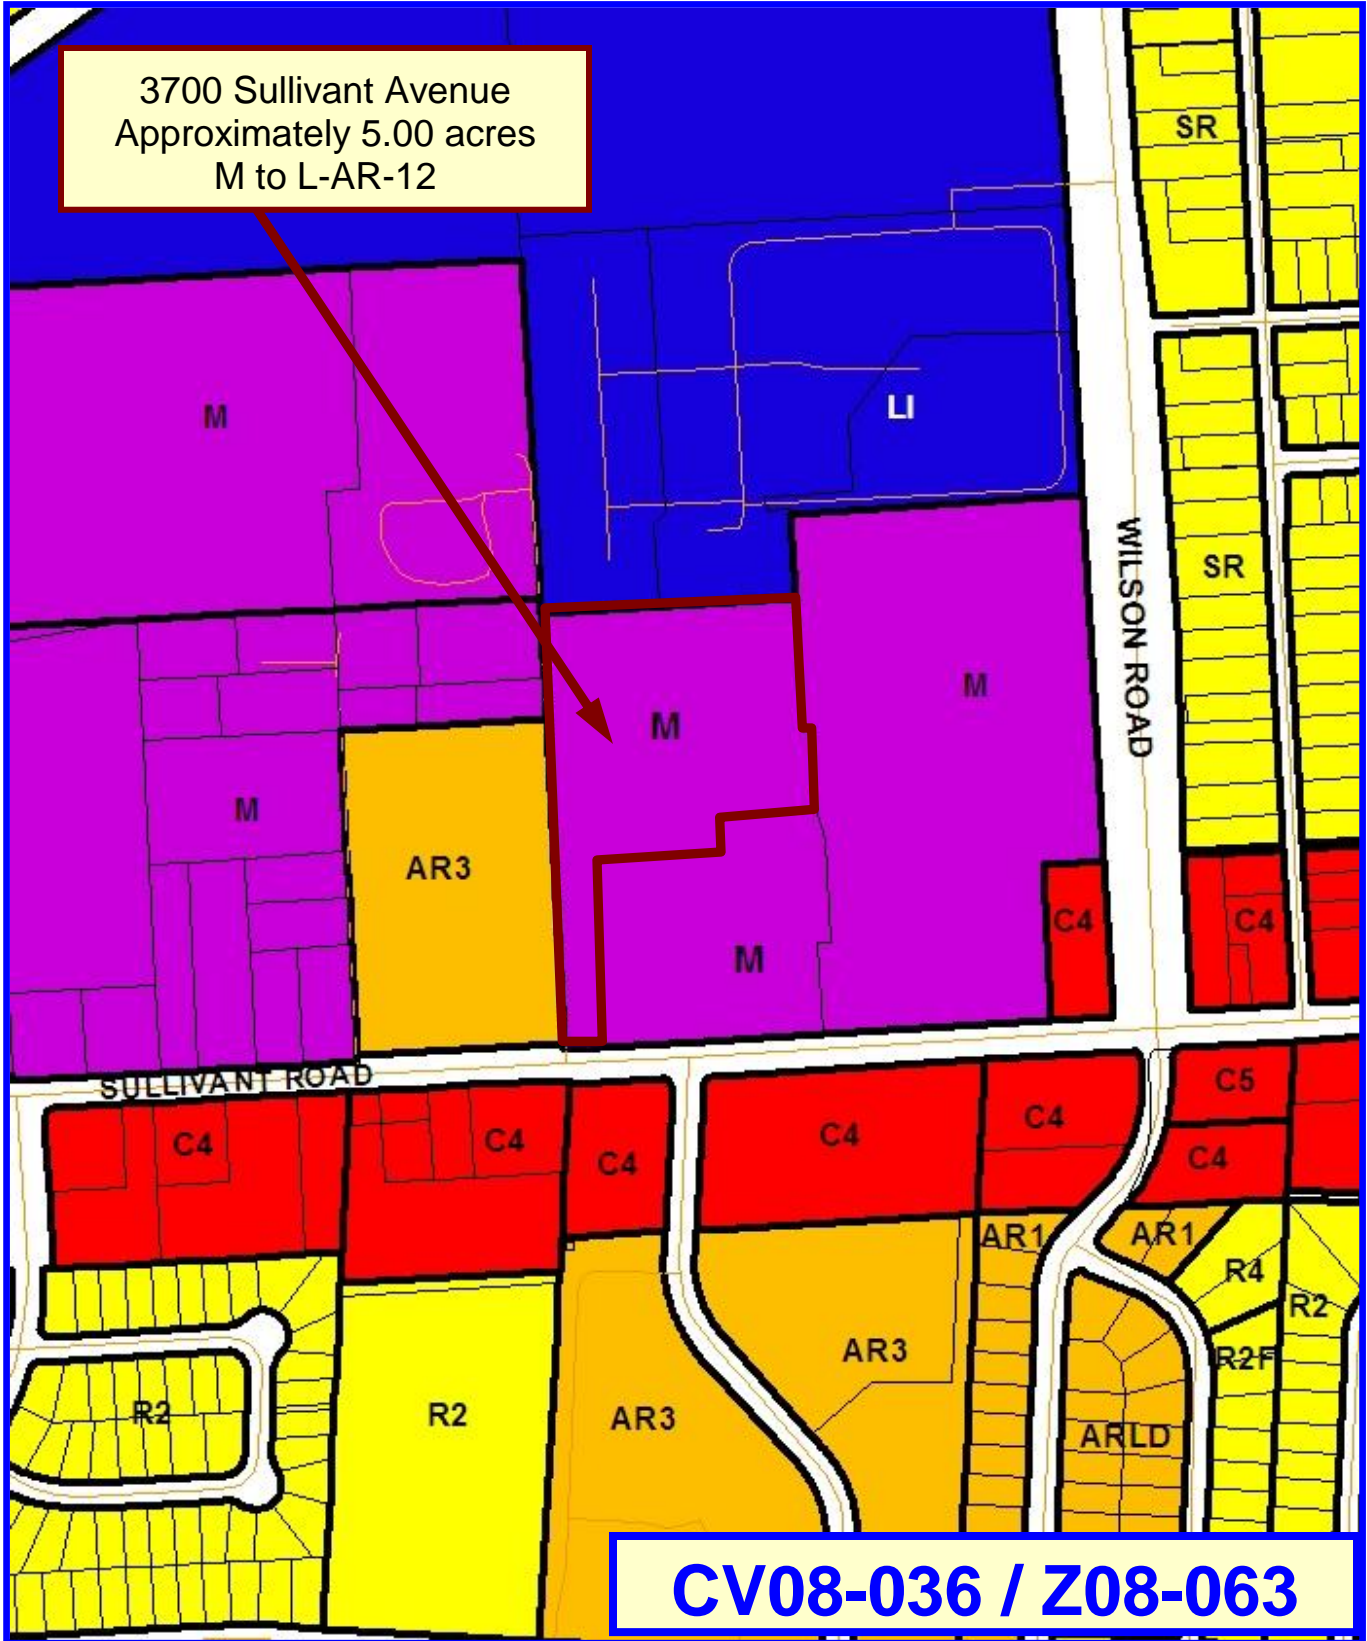 3700 Sullivant Avenue
Approximately 5.00 acres
M to L-AR-12
SR
LI
M
WILSON ROAD
SR
M
M
M
AR3
C4
C4
M
SULLIVANT ROAD
C5
C4
C4
C4
C4
C4
C4
AR1
AR1
R4
R2
AR3
R2F
R2
R2
AR3
ARLD
CV08-036 / Z08-063